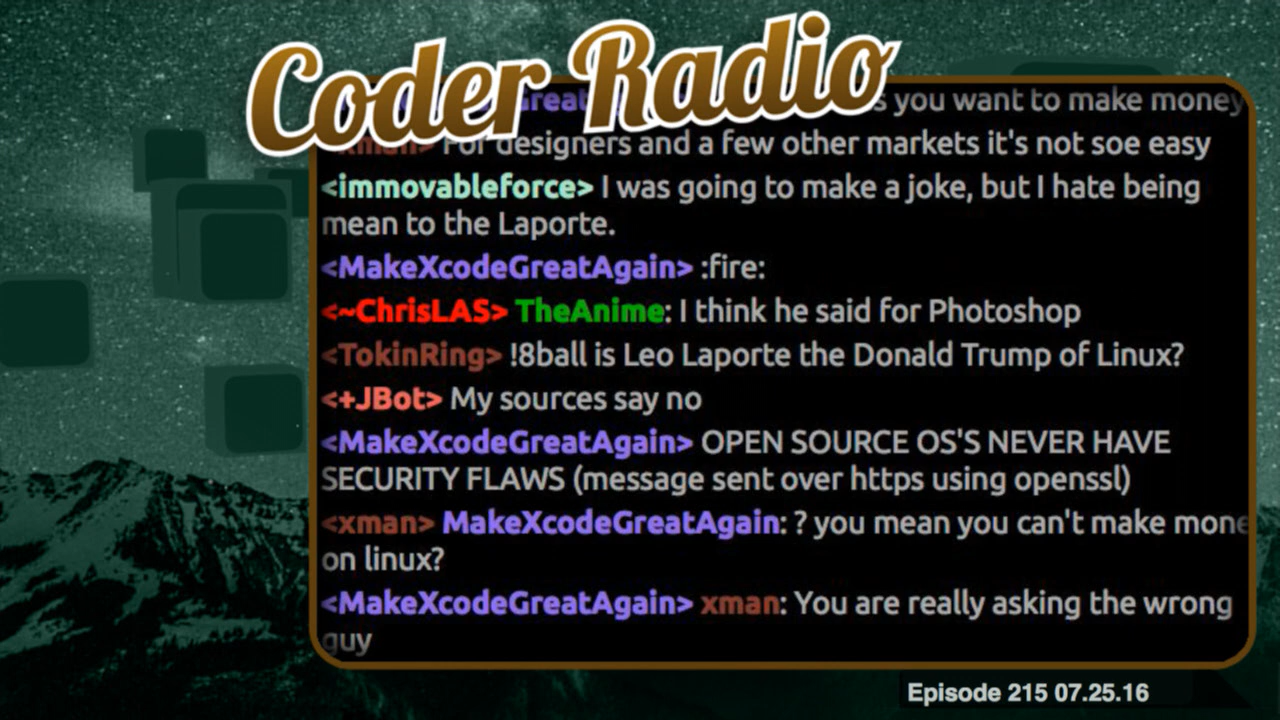 Coder Radio
s you want to make money
For designers and a few other markets it's not soe easy
<immovableforce> I was going to make a joke, but I hate being
mean to the Laporte.
<MakeXcodeGreatAgain> :fire:
<~ChrisLAS> TheAnime: I think he said for Photoshop
<TokinRing> !8ball is Leo Laporte the Donald Trump of Linux?
<+JBot> My sources say no
<MakeXcodeGreatAgain> OPEN SOURCE OS'S NEVER HAVE
SECURITY FLAWS (message sent over https using openssl)
<xman> MakeXcodeGreatAgain: ? you mean you can't make mone
on linux?
<MakeXcodeGreatAgain> xman: You are really asking the wrong
guy
Episode 215 07.25.16